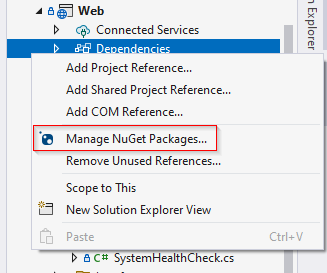 Web
Connected Services
Dependencies
Add Project Reference...
Add Shared Project Reference...
Add COM Reference...
Manage NuGet Packages...
Remove Unused References...
Scope to This
New Solution Explorer View
Paste Ctrl+V
SystemHealthCheck.cs
n Explorer